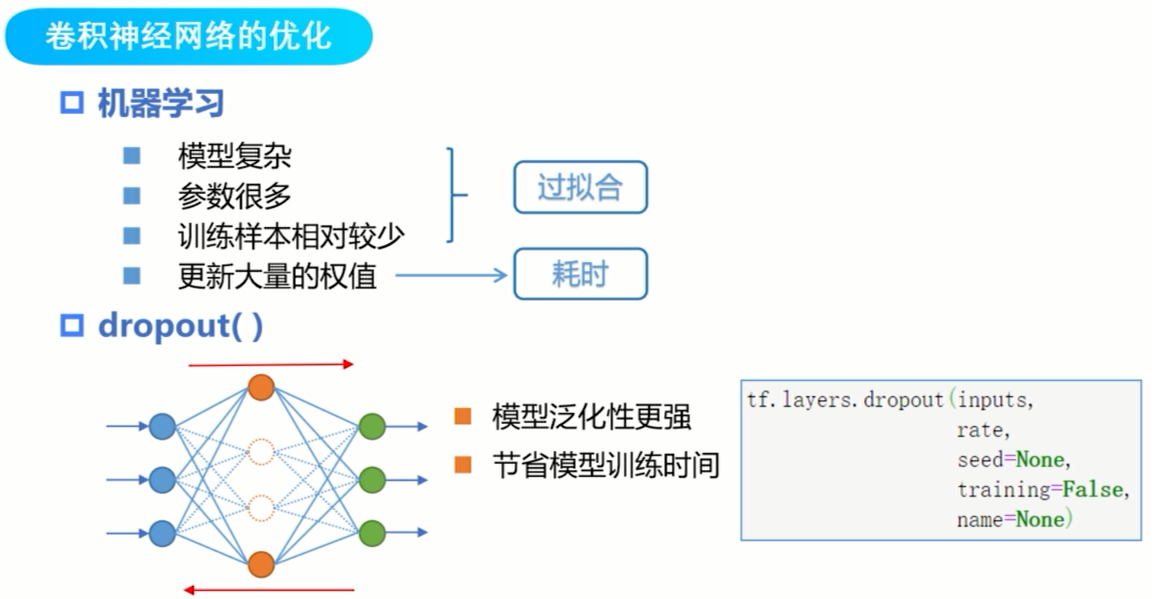 卷积神经网络的优化
机器学习
模型复杂
参数很多
训练样本相对较少
更新大量的权值
过拟合
耗时
dropout( )
模型泛化性更强
节省模型训练时间
tf.layers.dropout(inputs,
rate,
seed=None,
training=False,
name=None)